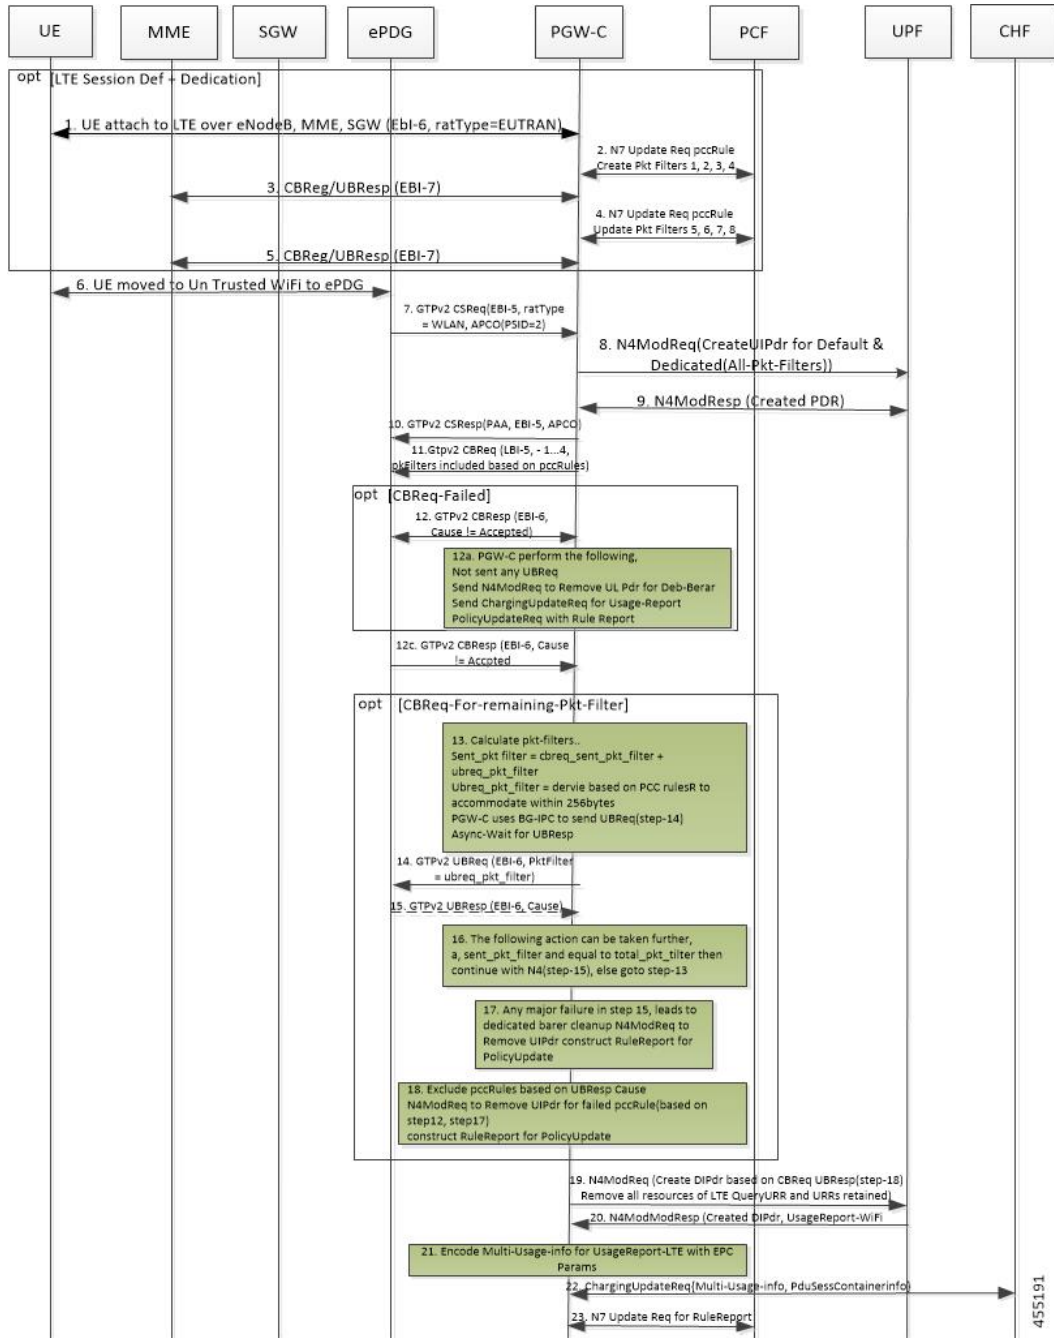 UE
MME
SGW
ePDG
PGW-C
PCF
UPF
CHF
opt [LTE Session Def + Dedication]
1. UE attach to LTE over eNodeB, MME, SGW (EbI-6, ratType=EUTRAN)
2. N7 Update Req pccRule
Create Pkt Filters 1, 2, 3, 4
3. CBReg/UBResp (EBI-7)
4. N7 Update Req pccRule
Update Pkt Filters 5, 6, 7, 8
5. CBReg/UBResp (EBI-7)
6. UE moved to Un Trusted WiFi to ePDG
7. GTPv2 CSReq(EBI-5, ratType
= WLAN, APCO(PSID=2)
8. N4ModReq(CreateUIPdr for Default &
Dedicated(All-Pkt-Filters))
9. N4ModResp (Created PDR)
10. GTPv2 CSResp(PAA, EBI-5, APCO)
11.Gtpv2 CBReq (LBI-5, - 1...4,
pkFilters included based on pccRules)
opt [CBReq-Failed]
12. GTPv2 CBResp (EBI-6,
Cause != Accepted)
12a. PGW-C perform the following,
Not sent any UBReq
Send N4ModReq to Remove UL Pdr for Deb-Berar
Send ChargingUpdateReq for Usage-Report
PolicyUpdateReq with Rule Report
12c. GTPv2 CBResp (EBI-6, Cause
!= Accpted
opt [CBReq-For-remaining-Pkt-Filter]
13. Calculate pkt-filters..
Sent_pkt filter = cbreq_sent_pkt_filter +
ubreq_pkt_filter
Ubreq_pkt_filter = dervie based on PCC rulesR to
accommodate within 256bytes
PGW-C uses BG-IPC to send UBReq(step-14)
Async-Wait for UBResp
14. GTPv2 UBReq (EBI-6, PktFilter
= ubreq_pkt_filter)
15. GTPv2 UBResp (EBI-6, Cause)
16. The following action can be taken further,
a, sent_pkt_filter and equal to total_pkt_tilter then
continue with N4(step-15), else goto step-13
17. Any major failure in step 15, leads to
dedicated barer cleanup N4ModReq to
Remove UIPdr construct RuleReport for
PolicyUpdate
18. Exclude pccRules based on UBResp Cause
N4ModReq to Remove UIPdr for failed pccRule(based on
step12, step17)
construct RuleReport for PolicyUpdate
19. N4ModReq (Create DIPdr based on CBReq UBResp(step-18)
Remove all resources of LTE QueryURR and URRs retained)
20. N4ModModResp (Created DIPdr, UsageReport-WiFi
21. Encode Multi-Usage-info for UsageReport-LTE with EPC
Params
22. ChargingUpdateReq(Multi-Usage-info, PduSessContainerinfo)
23. N7 Update Req for RuleReport
455191